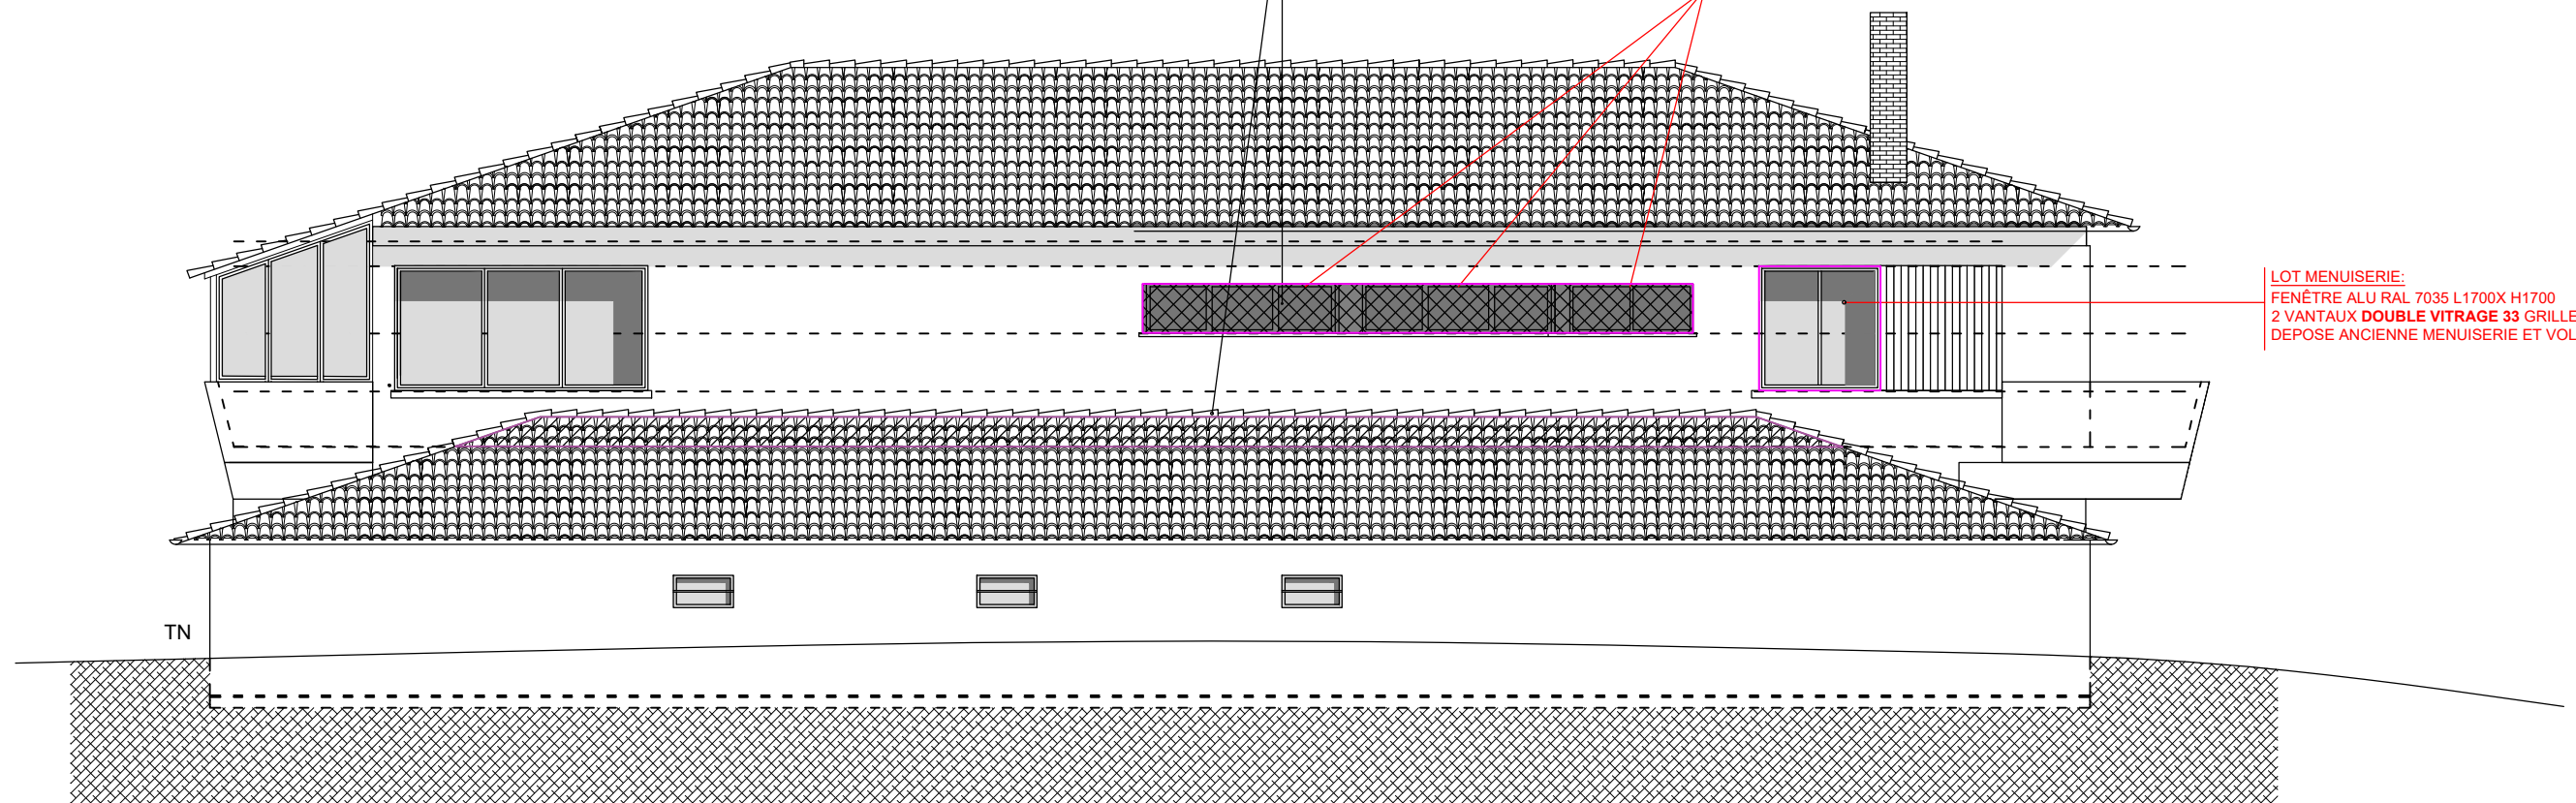 LOT MENUISERIE:
FENÊTRE ALU RAL 7035 L1700X H1700
2 VANTAUX DOUBLE VITRAGE 33 GRILLE
DEPOSE ANCIENNE MENUISERIE ET VOL
TN